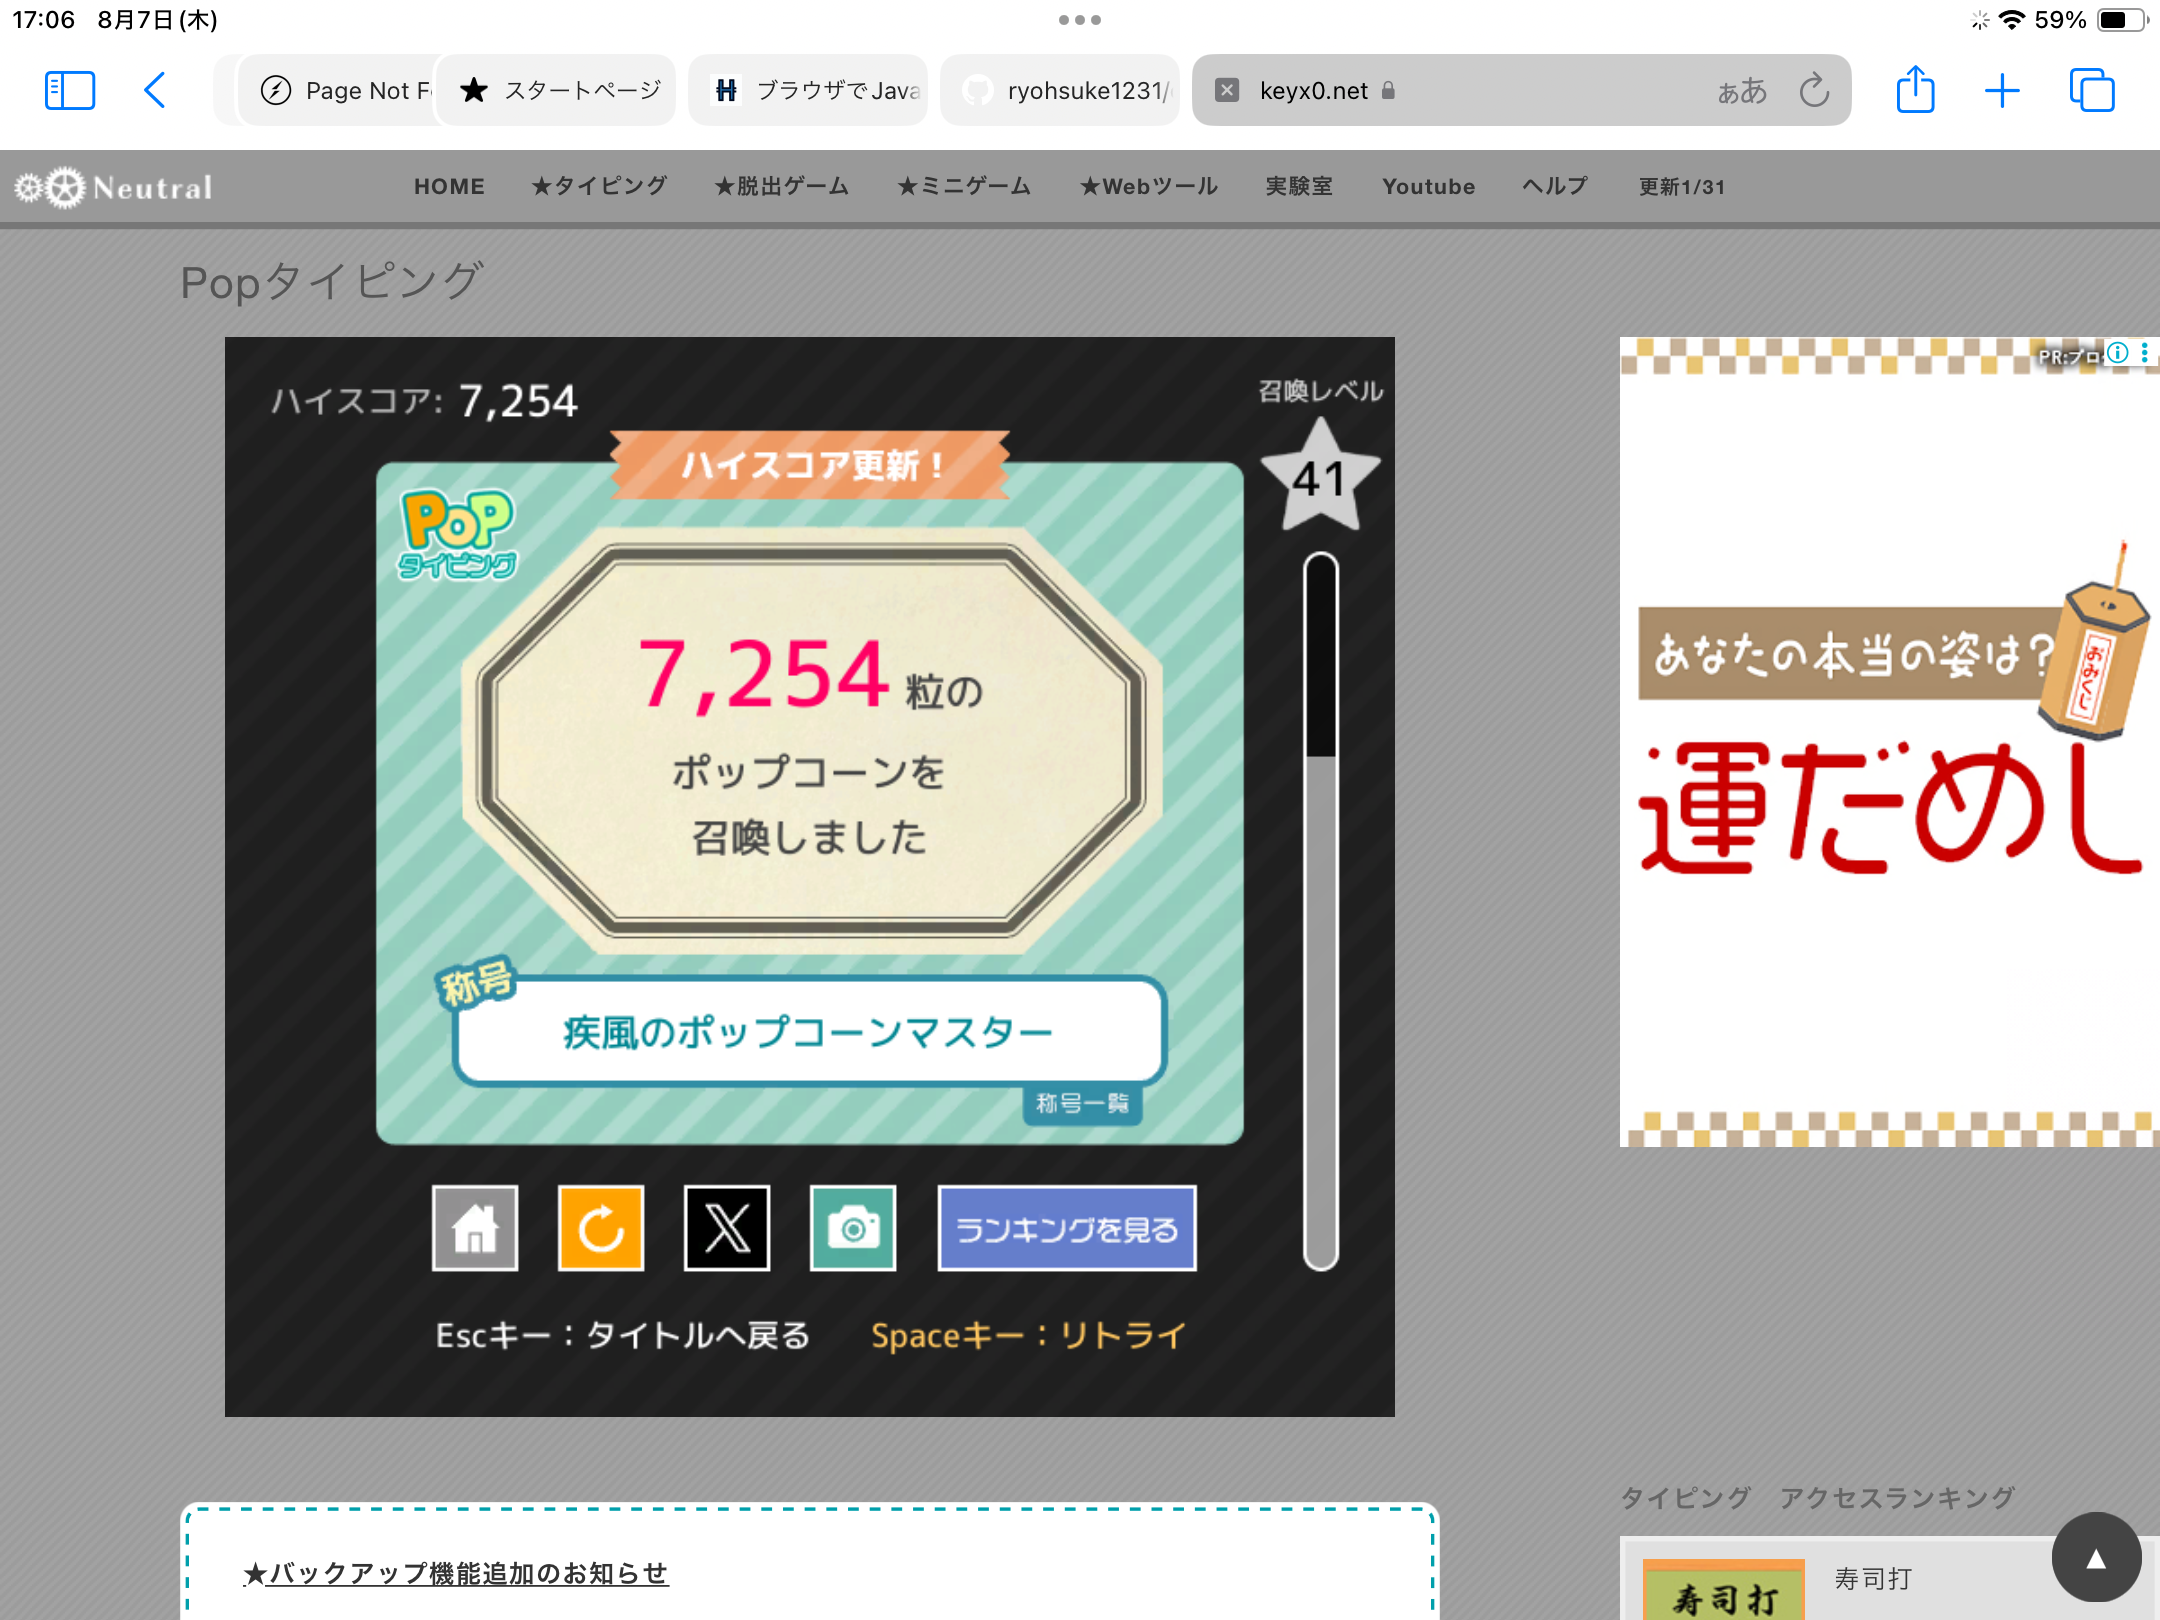 17:06 8月7日(木)
59%
Page Not F
スタートページ
ブラウザでJava
ryohsuke1231/
keyx0.net
ぁあ
Neutral
HOME ★タイピング ★脱出ゲーム ★ミニゲーム ★Webツール 実験室 Youtube ヘルプ 更新1/31
Popタイピング
ハイスコア: 7,254
召喚レベル
41
ハイスコア更新！
PoP
タイピング
7,254 粒の
ポップコーンを
召喚しました
称号
疾風のポップコーンマスター
称号一覧
ランキングを見る
Escキー：タイトルへ戻る Spaceキー：リトライ
PR:プロ
あなたの本当の姿は?
おみくじ
運だめし
★バックアップ機能追加のお知らせ
タイピング アクセスランキング
寿司打
寿司打